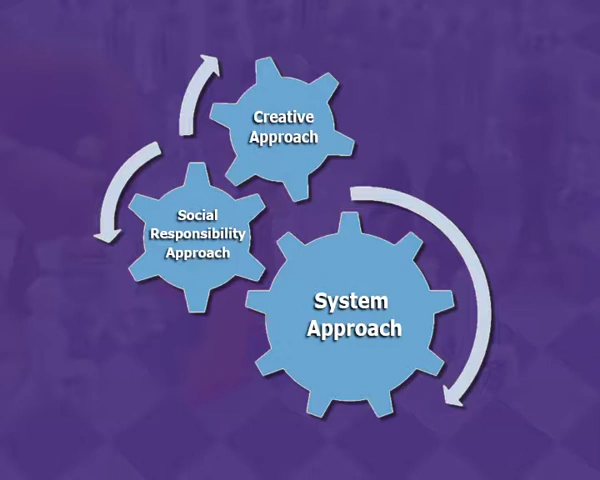 Creative
Approach
Social
Responsibility
Approach
System
Approach